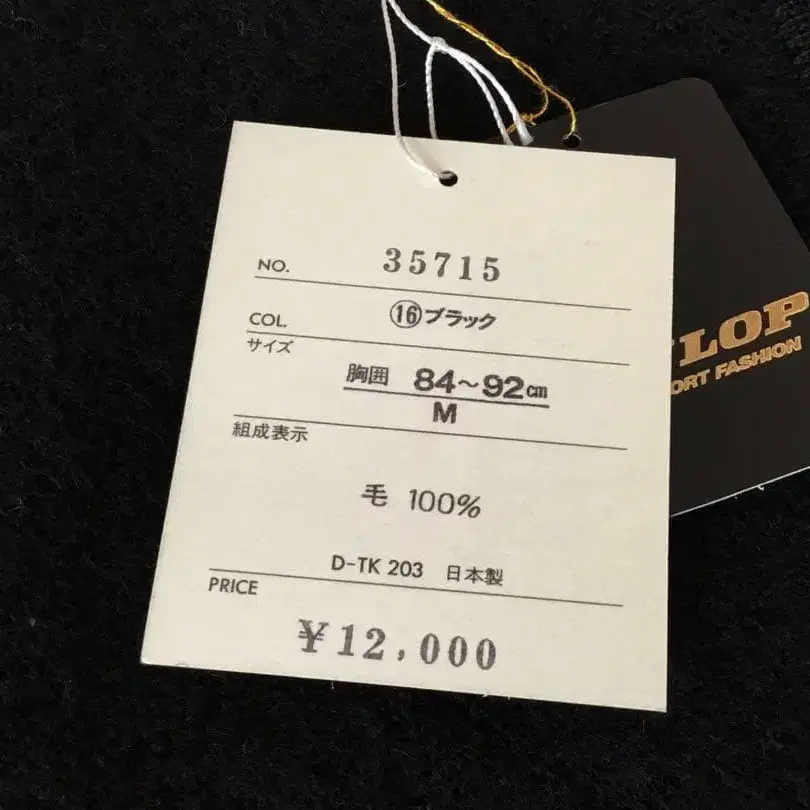 NO. 35715
COL. ⑯ブラック
サイズ
胸囲 84～92cm
M
組成表示
毛 100%
D-TK 203 日本製
PRICE
¥12,000
LOP
ORT FASHION